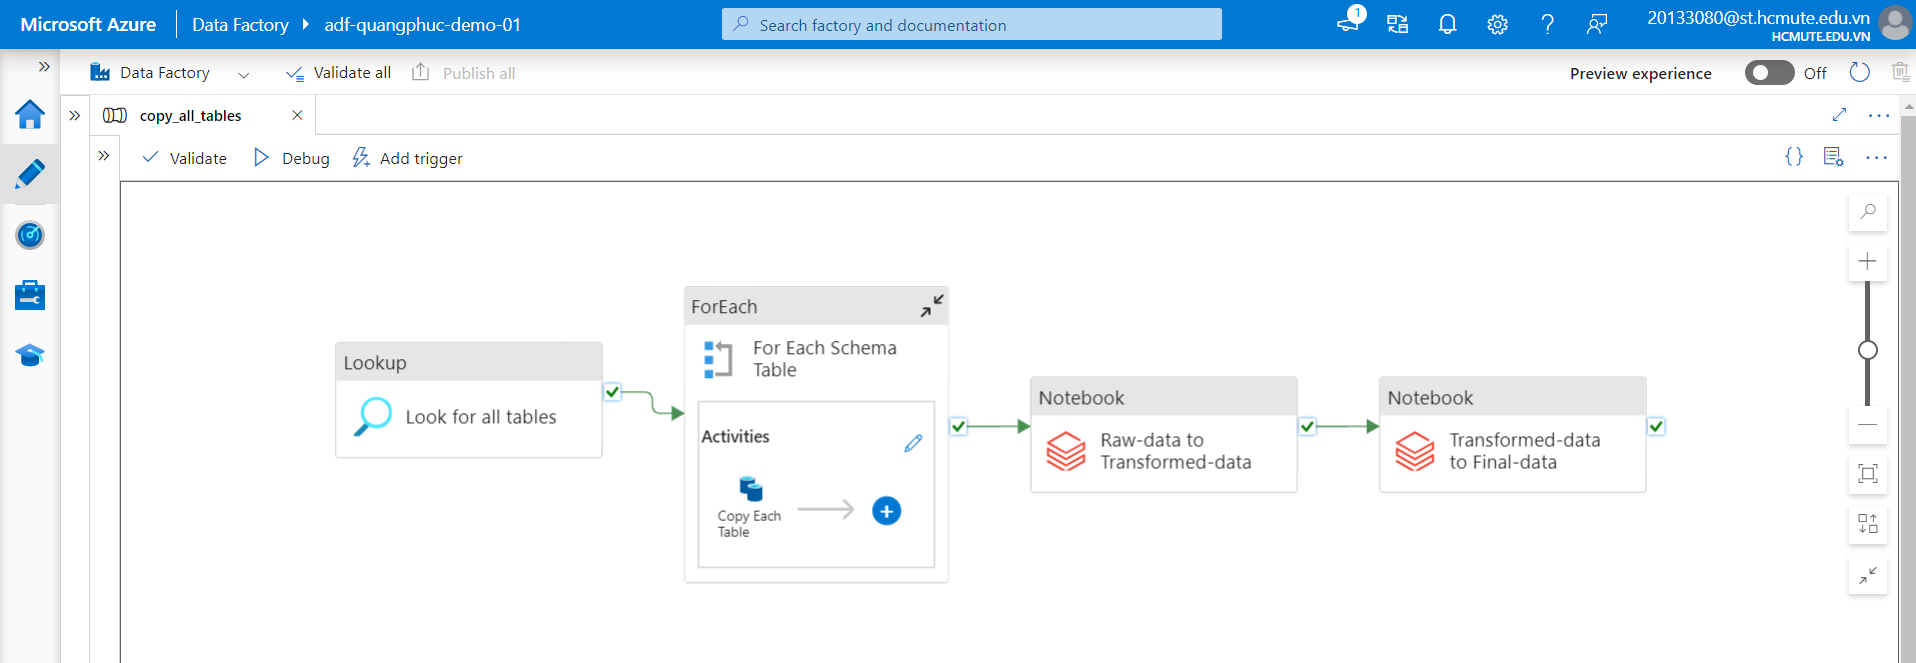 Microsoft Azure
Data Factory
adf-quangphuc-demo-01
Search factory and documentation
1
20133080@st.hcmute.edu.vn
HCMUTE.EDU.VN
Data Factory
Validate all
Publish all
Preview experience
Off
copy_all_tables
Validate
Debug
Add trigger
Lookup
Look for all tables
ForEach
For Each Schema
Table
Activities
Copy Each
Table
Notebook
Raw-data to
Transformed-data
Notebook
Transformed-data
to Final-data